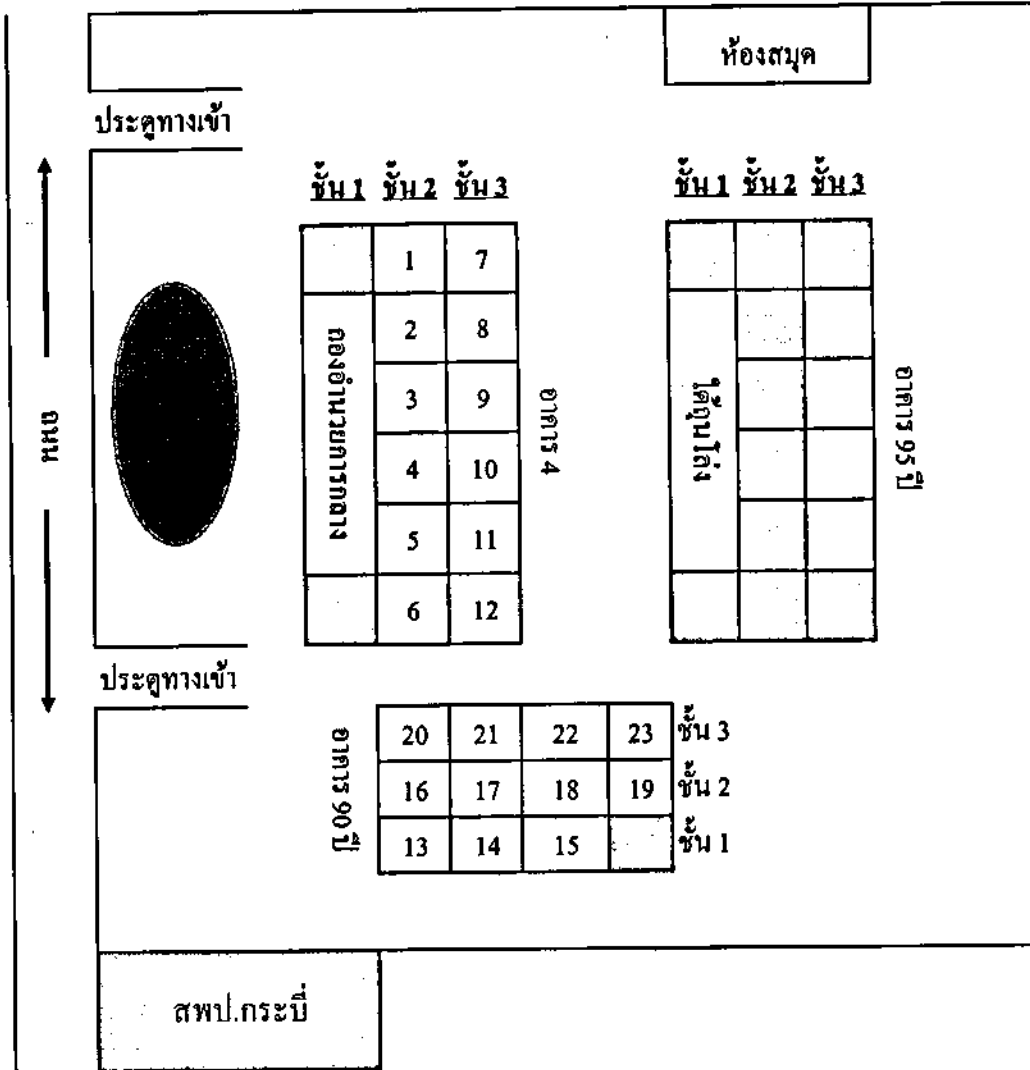 ห้องสมุด
ประตูทางเข้า
ชั้น 1 ชั้น 2 ชั้น 3
ชั้น 1 ชั้น 2 ชั้น 3
1 7
2 8
3 9
4 10
5 11
6 12
กองอำนวยการกลาง
อาคาร 4
ใต้ถุนโล่ง
อาคาร 95 ปี
ถนน
ประตูทางเข้า
อาคาร 90 ปี
20 21 22 23 ชั้น 3
16 17 18 19 ชั้น 2
13 14 15 ชั้น 1
สพป.กระบี่